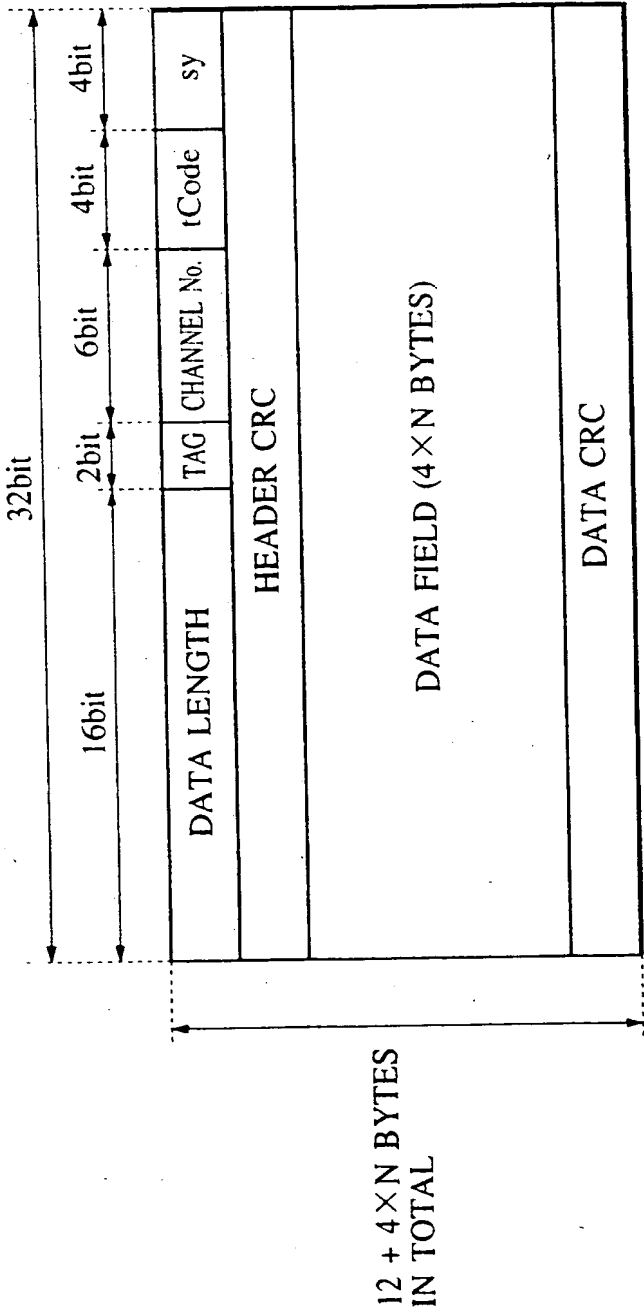 32bit
16bit
2bit
6bit
4bit
4bit
DATA LENGTH
TAG
CHANNEL No.
tCode
sy
HEADER CRC
DATA FIELD (4×N BYTES)
DATA CRC
12 + 4×N BYTES
IN TOTAL